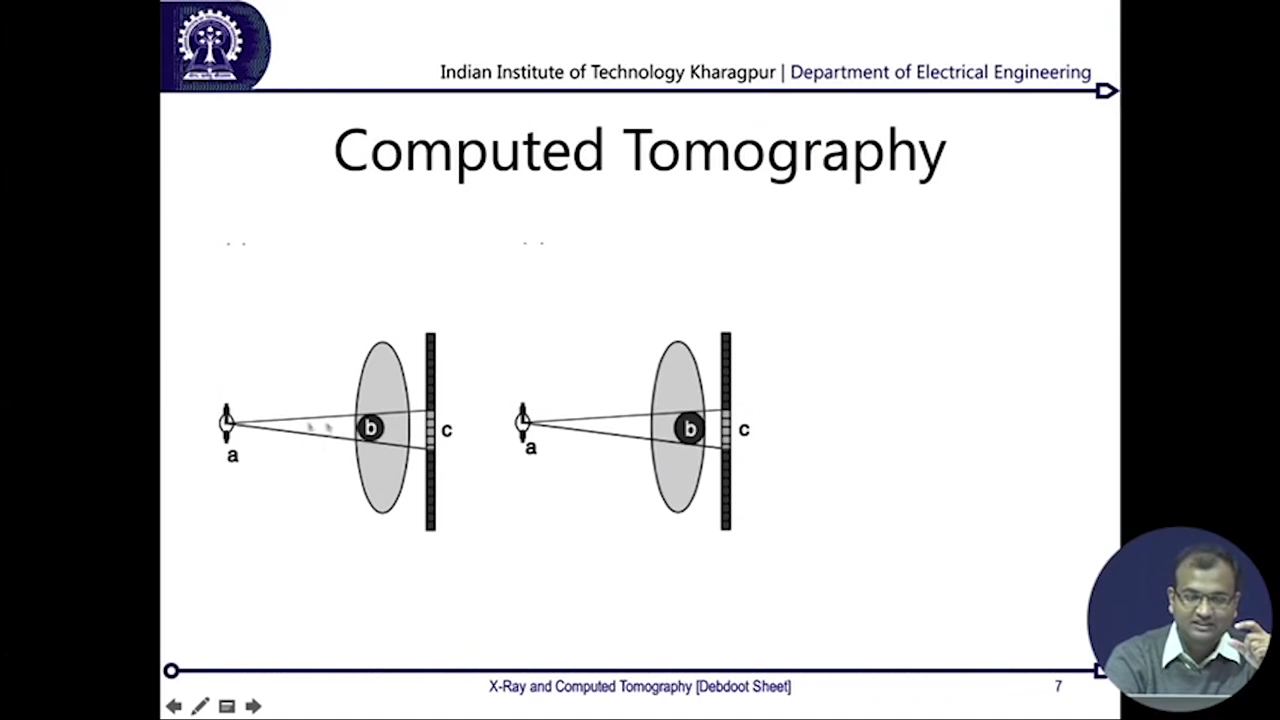 Indian Institute of Technology Kharagpur | Department of Electrical Engineering
Computed Tomography
b
c
a
b
c
a
X-Ray and Computed Tomography [Debdoot Sheet]
7